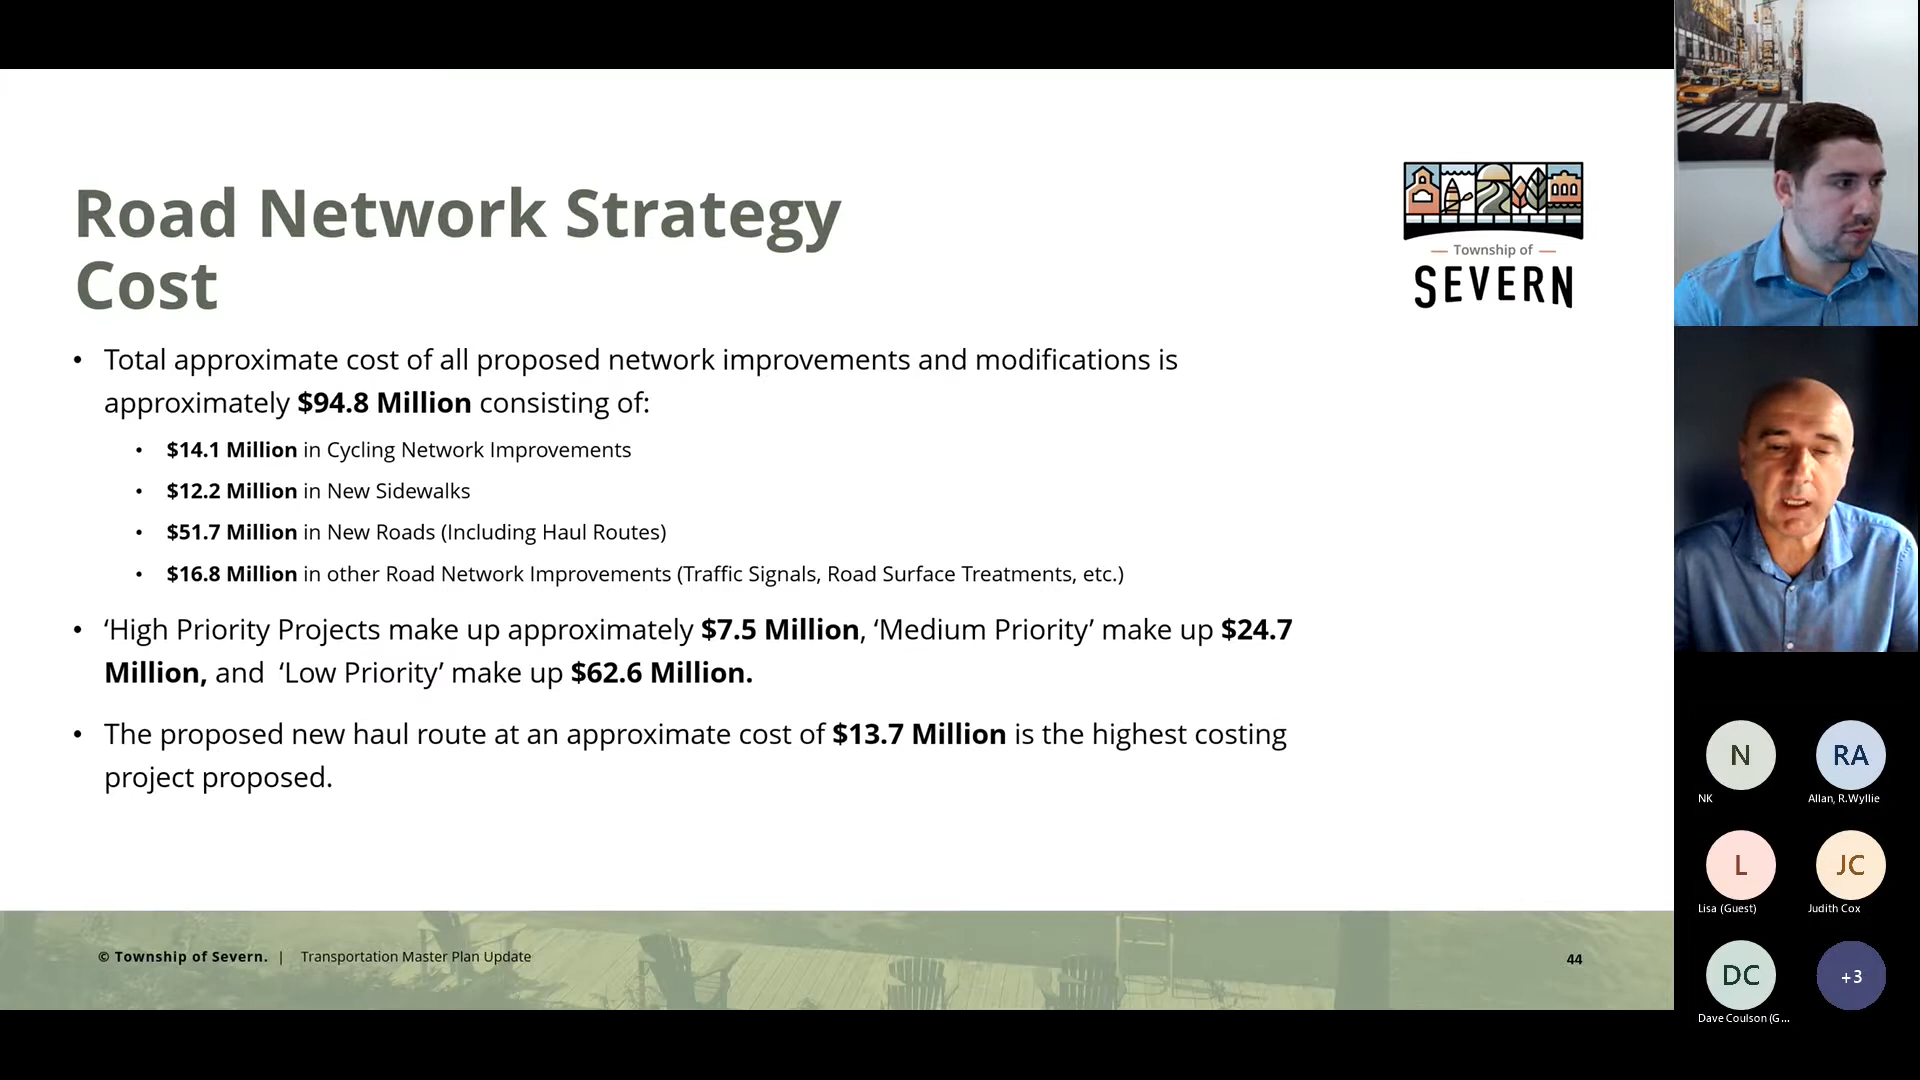 Road Network Strategy
Cost
Township of
SEVERN
• Total approximate cost of all proposed network improvements and modifications is
approximately $94.8 Million consisting of:
• $14.1 Million in Cycling Network Improvements
• $12.2 Million in New Sidewalks
• $51.7 Million in New Roads (Including Haul Routes)
• $16.8 Million in other Road Network Improvements (Traffic Signals, Road Surface Treatments, etc.)
• ‘High Priority Projects make up approximately $7.5 Million, ‘Medium Priority’ make up $24.7
Million, and ‘Low Priority’ make up $62.6 Million.
• The proposed new haul route at an approximate cost of $13.7 Million is the highest costing
project proposed.
© Township of Severn. | Transportation Master Plan Update
44
N
RA
NK
Allan, R.Wyllie
L
JC
Lisa (Guest)
Judith Cox
DC
+3
Dave Coulson (G...